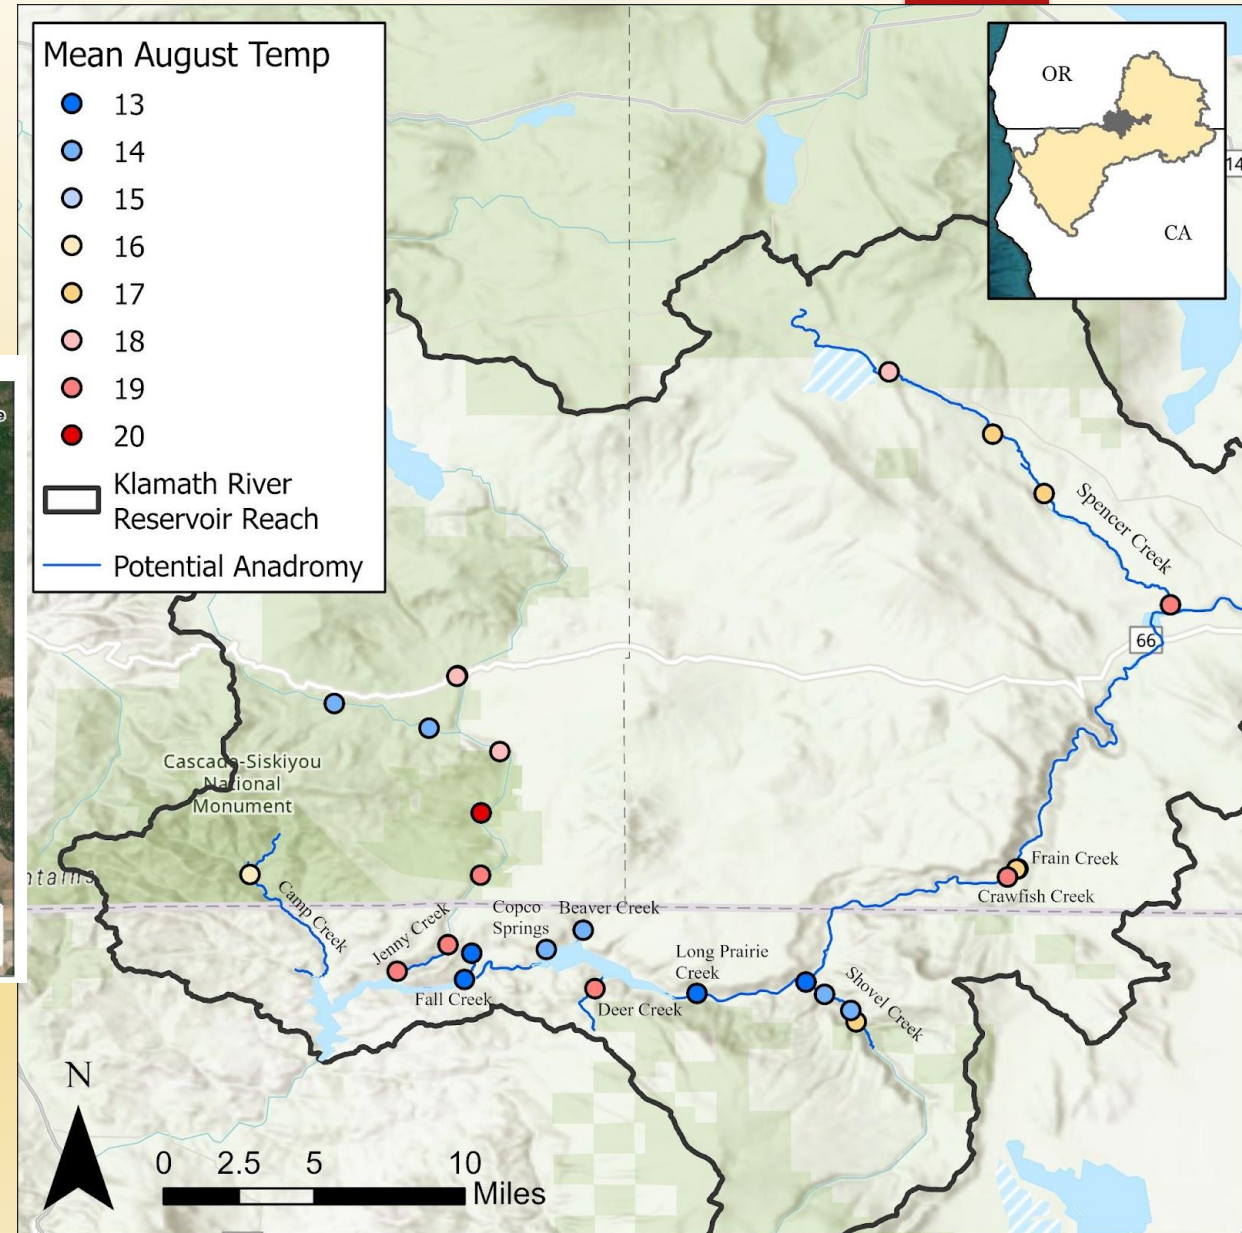 Mean August Temp
13
14
15
16
17
18
19
20
Klamath River
Reservoir Reach
Potential Anadromy
OR
CA
14
e
Spencer Creek
66
Cascade-Siskiyou
National
Monument
ntains
Camp Creek
Jenny Creek
Copco
Springs
Beaver Creek
Frain Creek
Crawfish Creek
Long Prairie
Creek
Shovel Creek
Fall Creek
Deer Creek
N
0 2.5 5 10
Miles